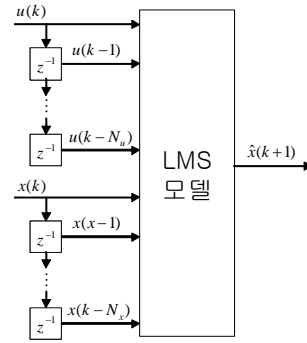 u(k)
z⁻¹
u(k−1)
z⁻¹
u(k−Nᵤ)
LMS
모델
x̂(k+1)
x(k)
z⁻¹
x(x−1)
z⁻¹
x(k−Nₓ)